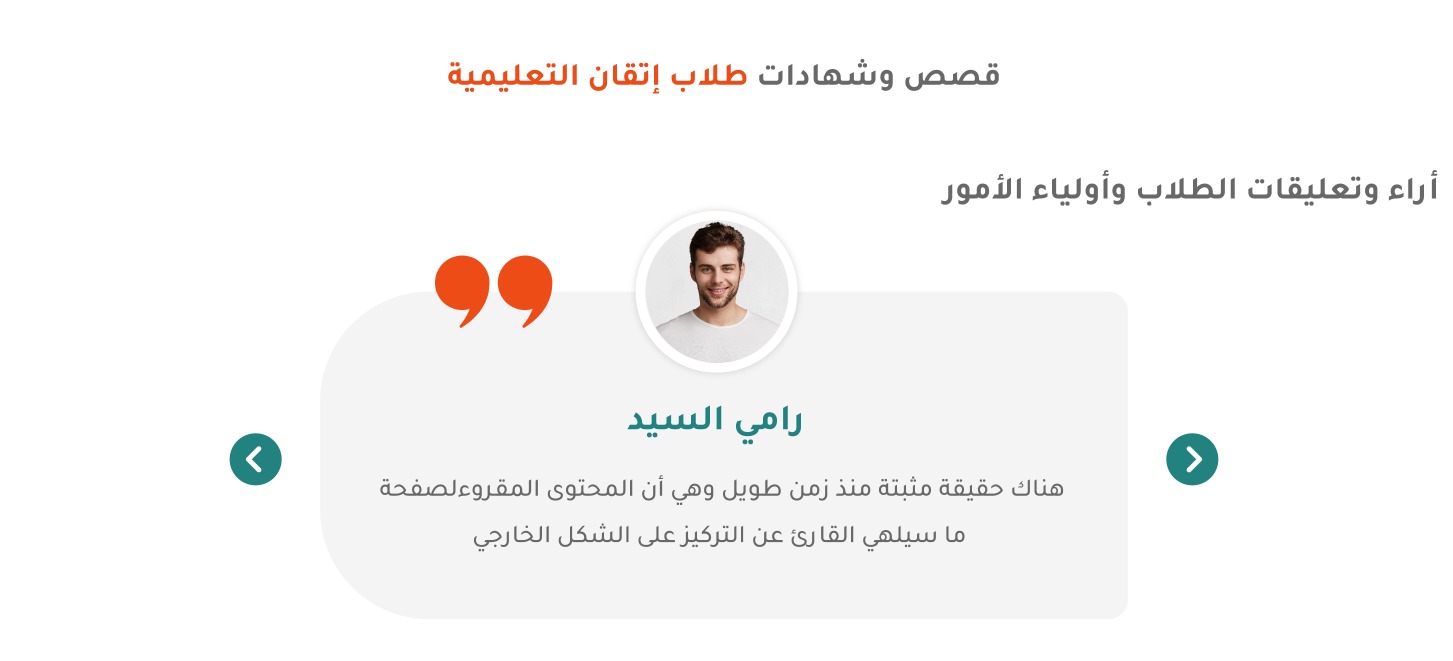 قصص وشهادات طلاب إتقان التعليمية
أراء وتعليقات الطلاب وأولياء الأمور
رامي السيد
هناك حقيقة مثبتة منذ زمن طويل وهي أن المحتوى المقروءلصفحة
ما سيلهي القارئ عن التركيز على الشكل الخارجي